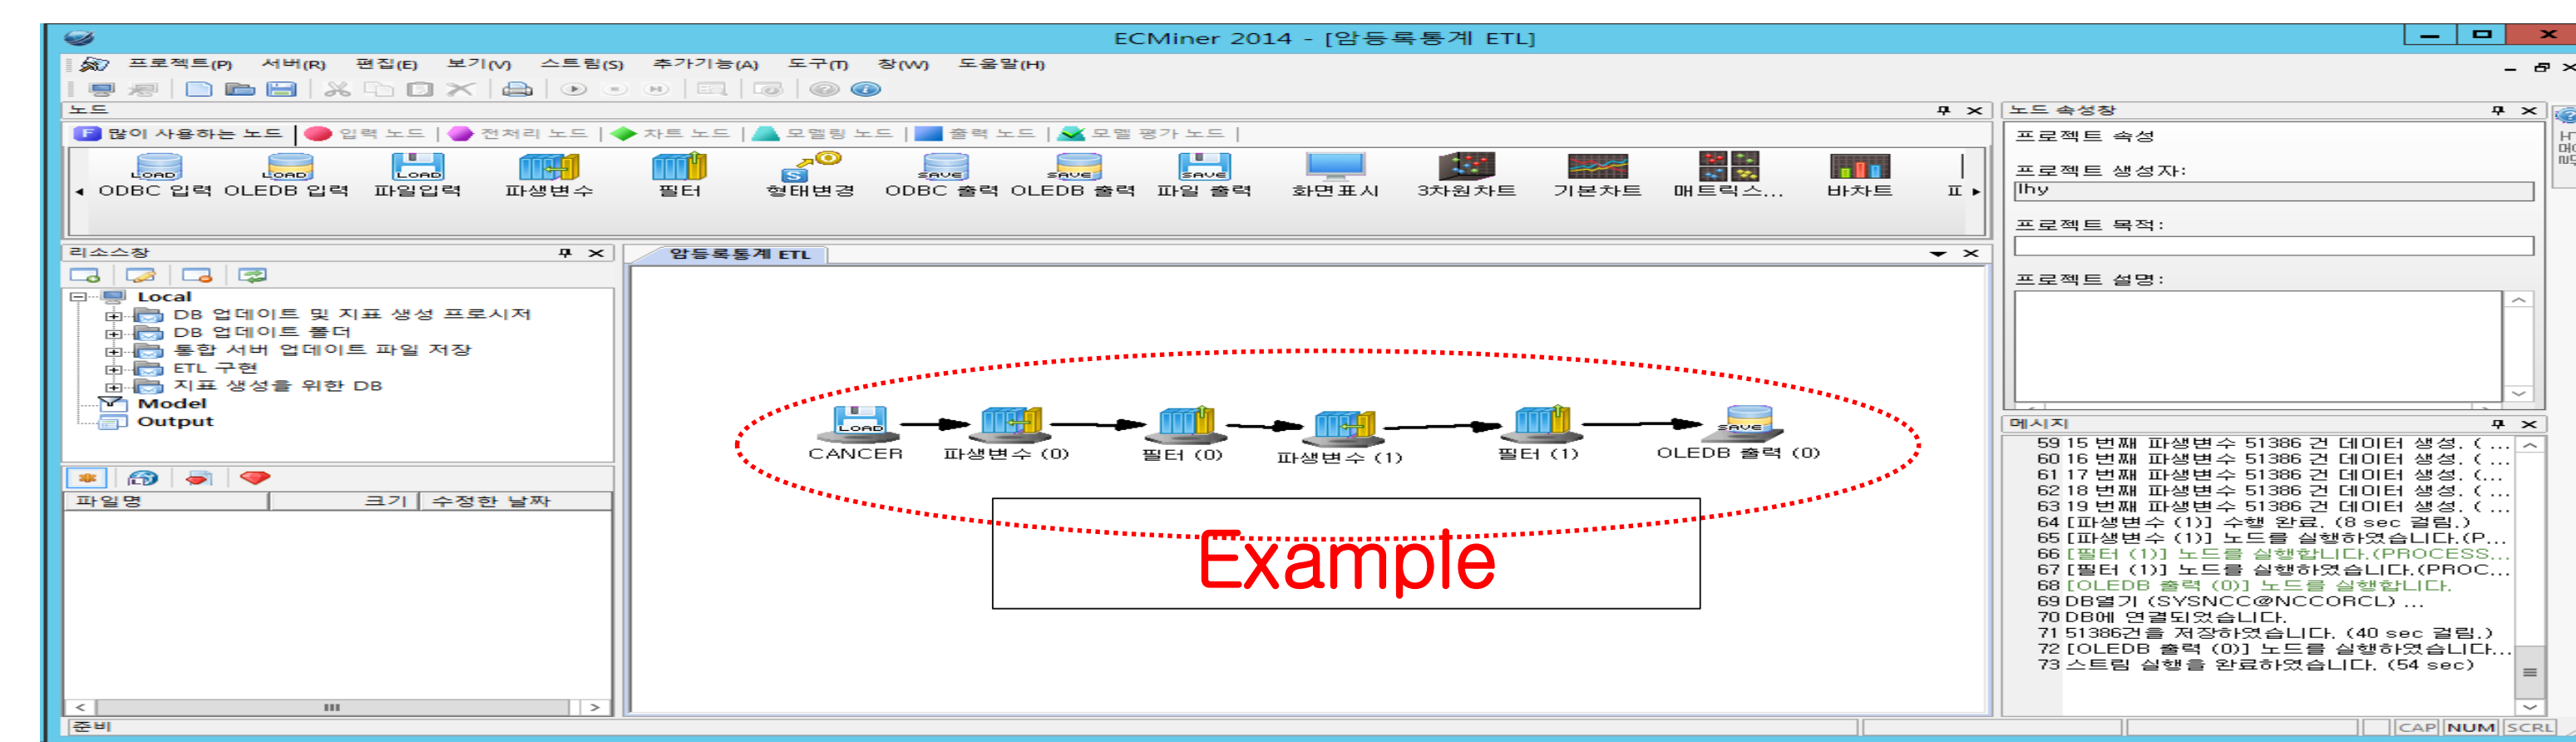 ECMiner 2014 - [암등록통계 ETL]
프로젝트(P) 서버(R) 편집(E) 보기(V) 스트림(S) 추가기능(A) 도구(T) 창(W) 도움말(H)
노드
F 많이 사용하는 노드 | 입력 노드 | 전처리 노드 | 차트 노드 | 모델링 노드 | 출력 노드 | 모델 평가 노드 |
ODBC 입력 OLEDB 입력 파일입력 파생변수 필터 형태변경 ODBC 출력 OLEDB 출력 파일 출력 화면표시 3차원차트 기본차트 매트릭스... 바차트
리소스창
Local
DB 업데이트 및 지표 생성 프로시저
DB 업데이트 폴더
통합 서버 업데이트 파일 저장
ETL 구현
지표 생성을 위한 DB
Model
Output
파일명 크기 수정한 날짜
암등록통계 ETL
CANCER 파생변수 (0) 필터 (0) 파생변수 (1) 필터 (1) OLEDB 출력 (0)
Example
노드 속성창
프로젝트 속성
프로젝트 생성자:
lhy
프로젝트 목적:
프로젝트 설명:
메시지
59 15 번째 파생변수 51386 건 데이터 생성. ( ...
60 16 번째 파생변수 51386 건 데이터 생성. ( ...
61 17 번째 파생변수 51386 건 데이터 생성. (...
62 18 번째 파생변수 51386 건 데이터 생성. ( ...
63 19 번째 파생변수 51386 건 데이터 생성. ( ...
64 [파생변수 (1)] 수행 완료. (8 sec 걸림.)
65 [파생변수 (1)] 노드를 실행하였습니다.(P...
66 [필터 (1)] 노드를 실행합니다.(PROCESS...
67 [필터 (1)] 노드를 실행하였습니다.(PROC...
68 [OLEDB 출력 (0)] 노드를 실행합니다.
69 DB열기 (SYSNCC@NCCORCL) ...
70 DB에 연결되었습니다.
71 51386건을 저장하였습니다. (40 sec 걸림.)
72 [OLEDB 출력 (0)] 노드를 실행하였습니다...
73 스트림 실행을 완료하였습니다. (54 sec)
준비
CAP NUM SCRL